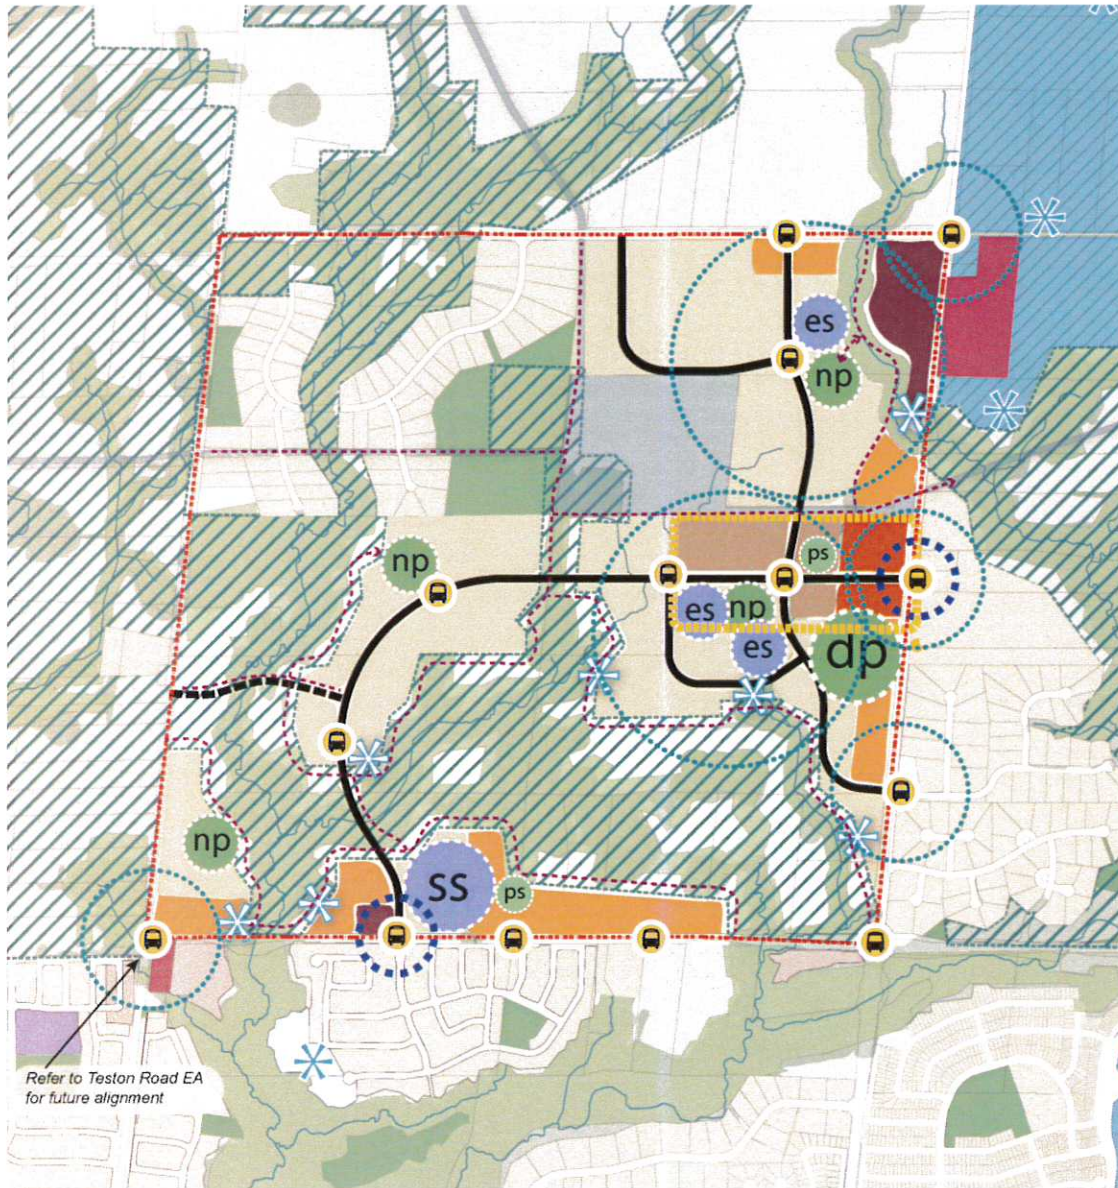 es
np
ps
np
es
np
es
dp
np
ss
ps
Refer to Teston Road EA
for future alignment